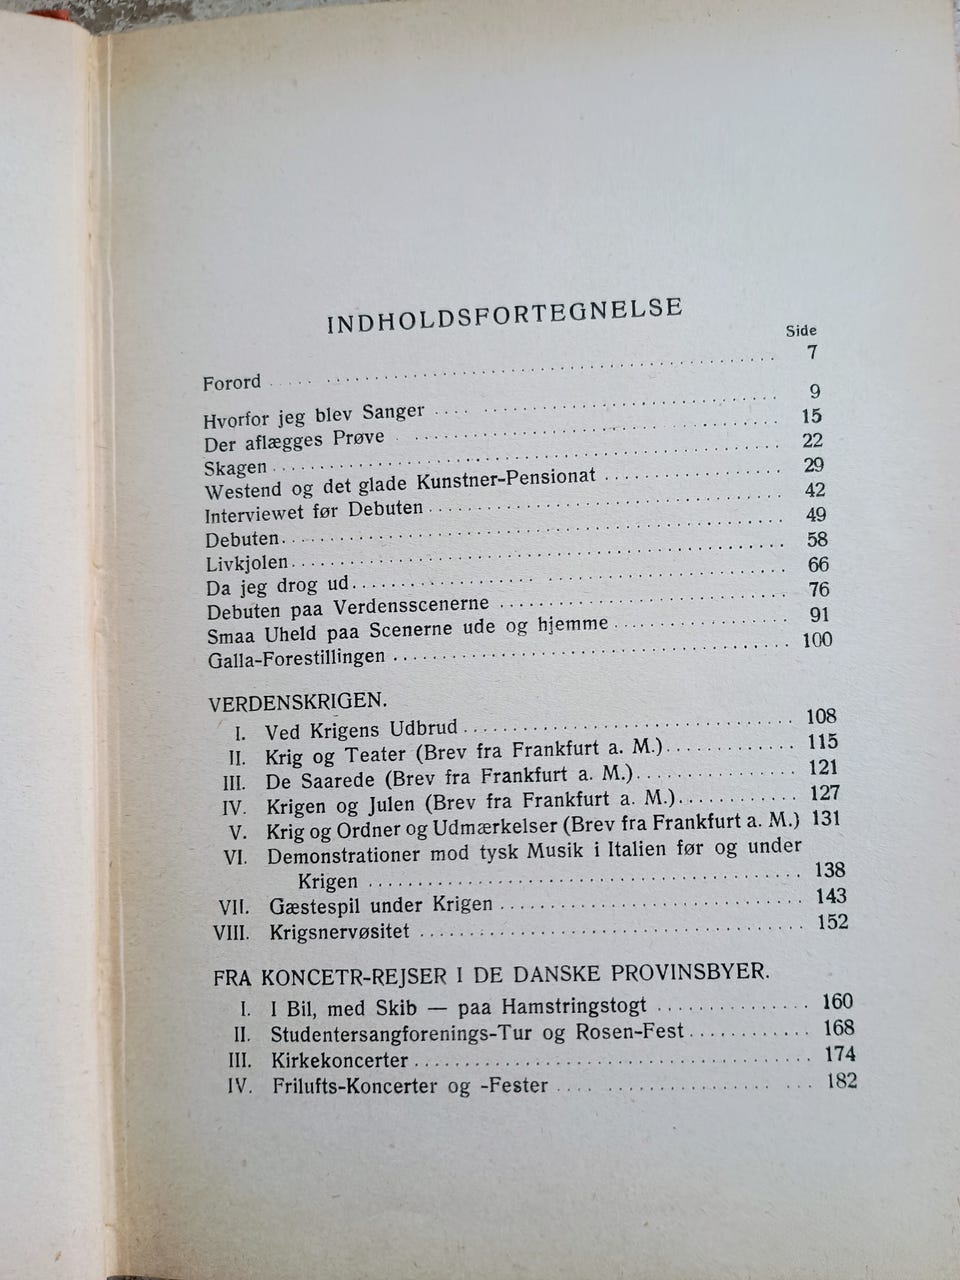 INDHOLDSFORTEGNELSE
Side
Forord ..... ........................................ 7
Hvorfor jeg blev Sanger .... .......................... 9
Der aflægges Prøve . ................................ 15
Skagen .............................................. 22
Westend og det glade Kunstner-Pensionat ............... 29
Interviewet før Debuten ............................. 42
Debuten ............................................. 49
Livkjolen ........................................... 58
Da jeg drog ud ...................................... 66
Debuten paa Verdensscenerne ......................... 76
Smaa Uheld paa Scenerne ude og hjemme ............... 91
Galla-Forestillingen ................................ 100
VERDENSKRIGEN.
I. Ved Krigens Udbrud ............................... 108
II. Krig og Teater (Brev fra Frankfurt a. M.) ............ 115
III. De Saarede (Brev fra Frankfurt a. M.) .............. 121
IV. Krigen og Julen (Brev fra Frankfurt a. M.) ............ 127
V. Krig og Ordner og Udmærkelser (Brev fra Frankfurt a. M.) 131
VI. Demonstrationer mod tysk Musik i Italien før og under
Krigen .............................................. 138
VII. Gæstespil under Krigen ............................ 143
VIII. Krigsnervøsitet .................................. 152
FRA KONCETR-REJSER I DE DANSKE PROVINSBYER.
I. I Bil, med Skib — paa Hamstringstogt .............. 160
II. Studentersangforenings-Tur og Rosen-Fest ............ 168
III. Kirkekoncerter ................................... 174
IV. Frilufts-Koncerter og -Fester .... .............. ... 182